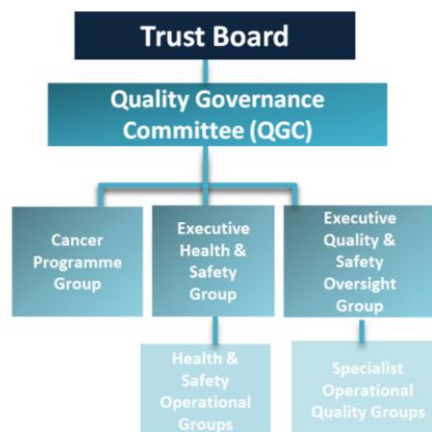 Trust Board
Quality Governance
Committee (QGC)
Cancer
Programme
Group
Executive
Health &
Safety
Group
Executive
Quality &
Safety
Oversight
Group
Health &
Safety
Operational
Groups
Specialist
Operational
Quality Groups